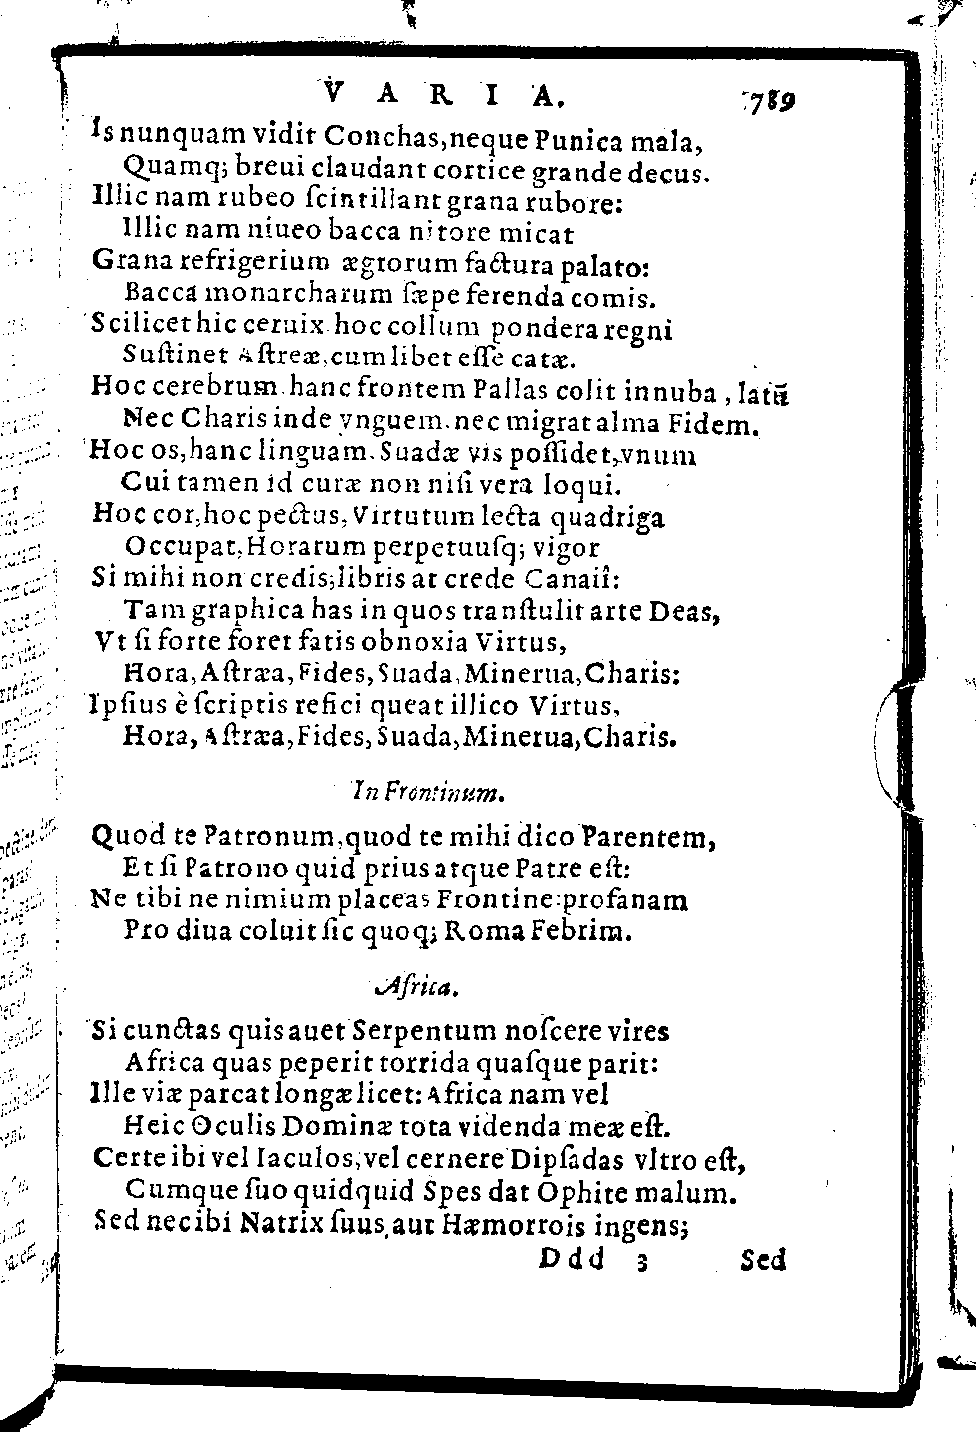 VARIA. 789
Is nunquam vidit Conchas, neque Punica mala,
Quamq; breui claudant cortice grande decus.
Illic nam rubeo ſcintillant grana rubore:
Illic nam niueo bacca nitore micat
Grana refrigerium ægrorum factura palato:
Bacca monarcharum ſæpe ferenda comis.
Scilicet hic ceruix hoc collum pondera regni
Suſtinet Aſtreæ, cum libet eſſe catæ.
Hoc cerebrum hanc frontem Pallas colit innuba, latũ
Nec Charis inde vnguem. nec migrat alma Fidem.
Hoc os, hanc linguam. Suadæ vis poſſidet, vnum
Cui tamen id curæ non niſi vera loqui.
Hoc cor, hoc pectus, Virtutum lecta quadriga
Occupat, Horarum perpetuuſq; vigor
Si mihi non credis; libris at crede Canaiî:
Tam graphica has in quos tranſtulit arte Deas,
Vt ſi forte foret fatis obnoxia Virtus,
Hora, Aſtræa, Fides, Suada, Minerua, Charis:
Ipſius è ſcriptis refici queat illico Virtus,
Hora, Aſtræa, Fides, Suada, Minerua, Charis.
In Frontinum.
Quod te Patronum, quod te mihi dico Parentem,
Et ſi Patrono quid prius atque Patre eſt:
Ne tibi ne nimium placeas Frontine: profanam
Pro diua coluit ſic quoq; Roma Febrim.
Africa.
Si cunctas quis auet Serpentum noſcere vires
Africa quas peperit torrida quaſque parit:
Ille viæ parcat longæ licet: Africa nam vel
Heic Oculis Dominæ tota videnda meæ eſt.
Certe ibi vel Iaculos, vel cernere Dipſadas vltro eſt,
Cumque ſuo quidquid Spes dat Ophite malum.
Sed nec ibi Natrix ſuus, aut Hæmorrois ingens;
Ddd 3 Sed